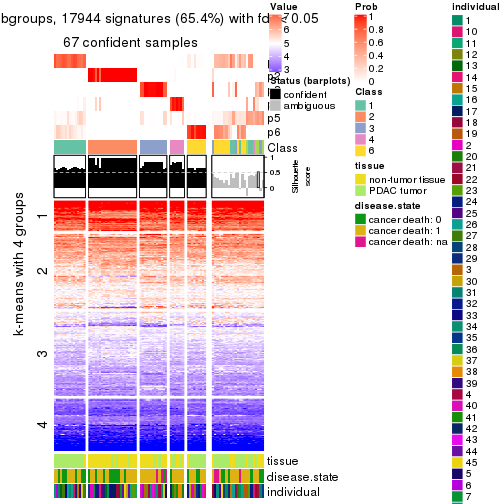 bgroups, 17944 signatures (65.4%) with fd 0.05
67 confident samples
p5
p6
Class
1
0.5
0
Silhouette
score
k-means with 4 groups
1
2
3
4
tissue
disease.state
individual
Value
7
6
5
4
3
Status (barplots)
confident
ambiguous
Prob
1
0.8
0.6
0.4
0.2
0
Class
1
2
3
4
6
tissue
non-tumor tissue
PDAC tumor
disease.state
cancer death: 0
cancer death: 1
cancer death: na
individual
1
10
11
12
13
14
15
16
17
18
19
2
20
21
22
23
24
25
26
27
28
29
3
30
31
32
33
34
35
36
37
38
39
4
40
41
42
43
44
45
5
6
7